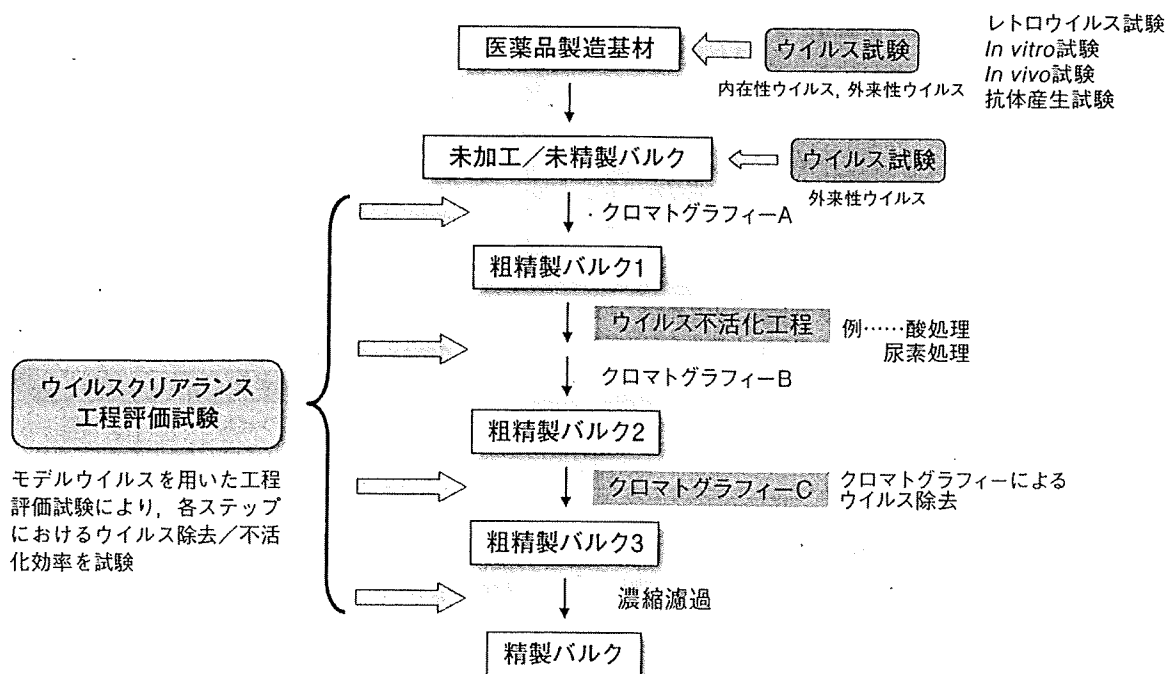 医薬品製造基材
ウイルス試験
内在性ウイルス，外来性ウイルス
レトロウイルス試験
In vitro試験
In vivo試験
抗体産生試験
未加工／未精製バルク
ウイルス試験
外来性ウイルス
クロマトグラフィーA
粗精製バルク1
ウイルス不活化工程
例……酸処理
尿素処理
クロマトグラフィーB
粗精製バルク2
クロマトグラフィーC
クロマトグラフィーによる
ウイルス除去
粗精製バルク3
濃縮濾過
精製バルク
ウイルスクリアランス
工程評価試験
モデルウイルスを用いた工程
評価試験により，各ステップ
におけるウイルス除去／不活
化効率を試験